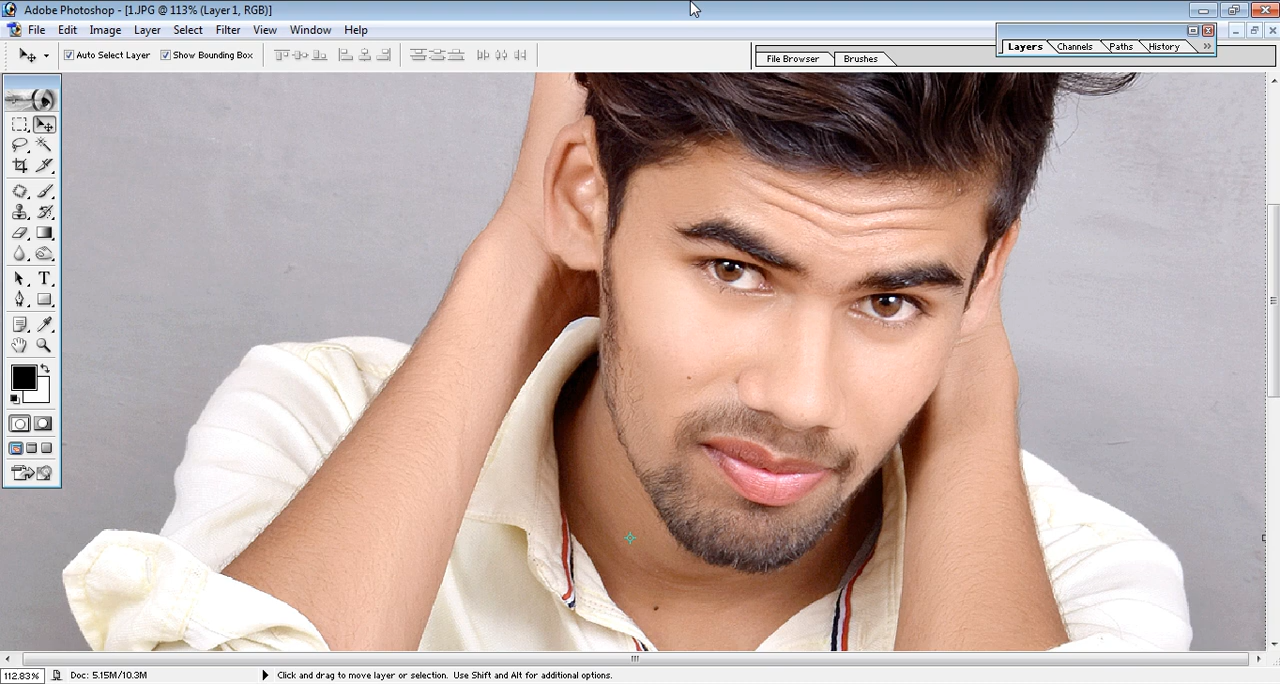 Adobe Photoshop - [1.JPG @ 113% (Layer 1, RGB)]
File Edit Image Layer Select Filter View Window Help
Auto Select Layer Show Bounding Box
File Browser Brushes
Layers Channels Paths History
T
112.83% Doc: 5.15M/10.3M Click and drag to move layer or selection. Use Shift and Alt for additional options.